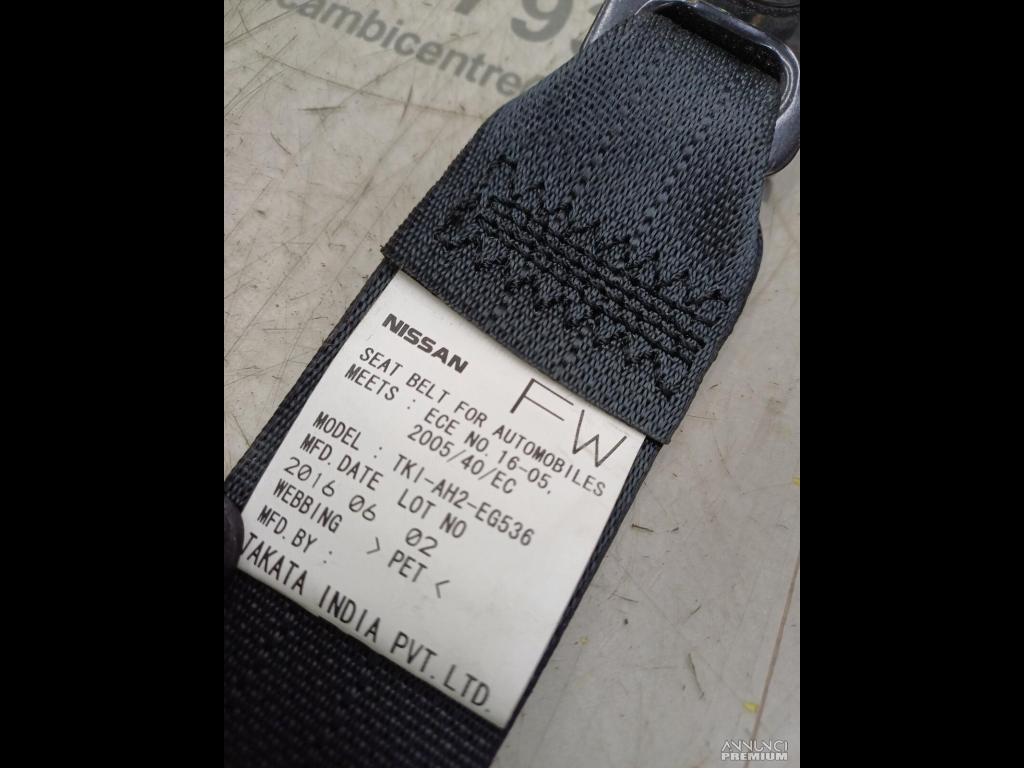 NISSAN
FW
SEAT BELT FOR AUTOMOBILES
MEETS : ECE NO. 16-05,
2005/40/EC
MODEL : TKI-AH2-EG536
MFD. DATE LOT NO
2016 06 02
WEBBING > PET <
MFD. BY :
TAKATA INDIA PVT. LTD.
ANNUNCI
PREMIUM